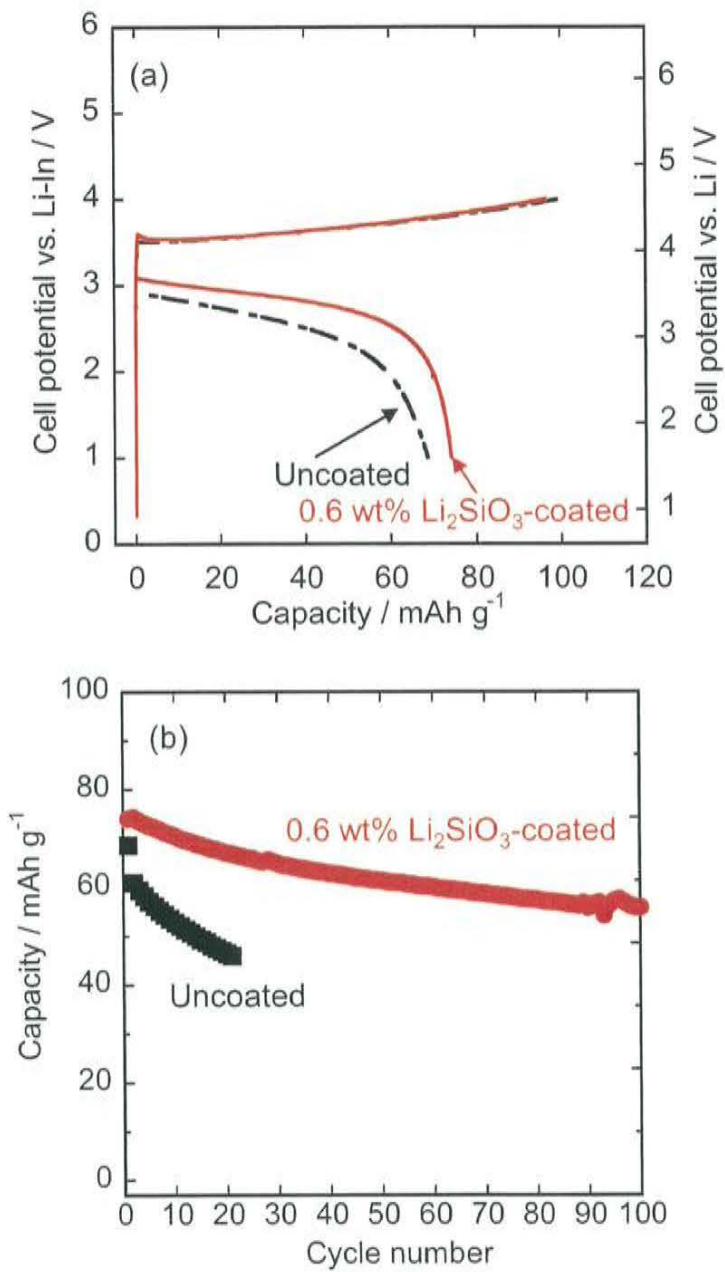 (a)
Cell potential vs. Li-In / V
6
5
4
3
2
1
0
Cell potential vs. Li / V
6
5
4
3
2
1
Uncoated
0.6 wt% Li₂SiO₃-coated
0 20 40 60 80 100 120
Capacity / mAh g⁻¹
(b)
Capacity / mAh g⁻¹
100
80
60
40
20
0
0.6 wt% Li₂SiO₃-coated
Uncoated
0 10 20 30 40 50 60 70 80 90 100
Cycle number